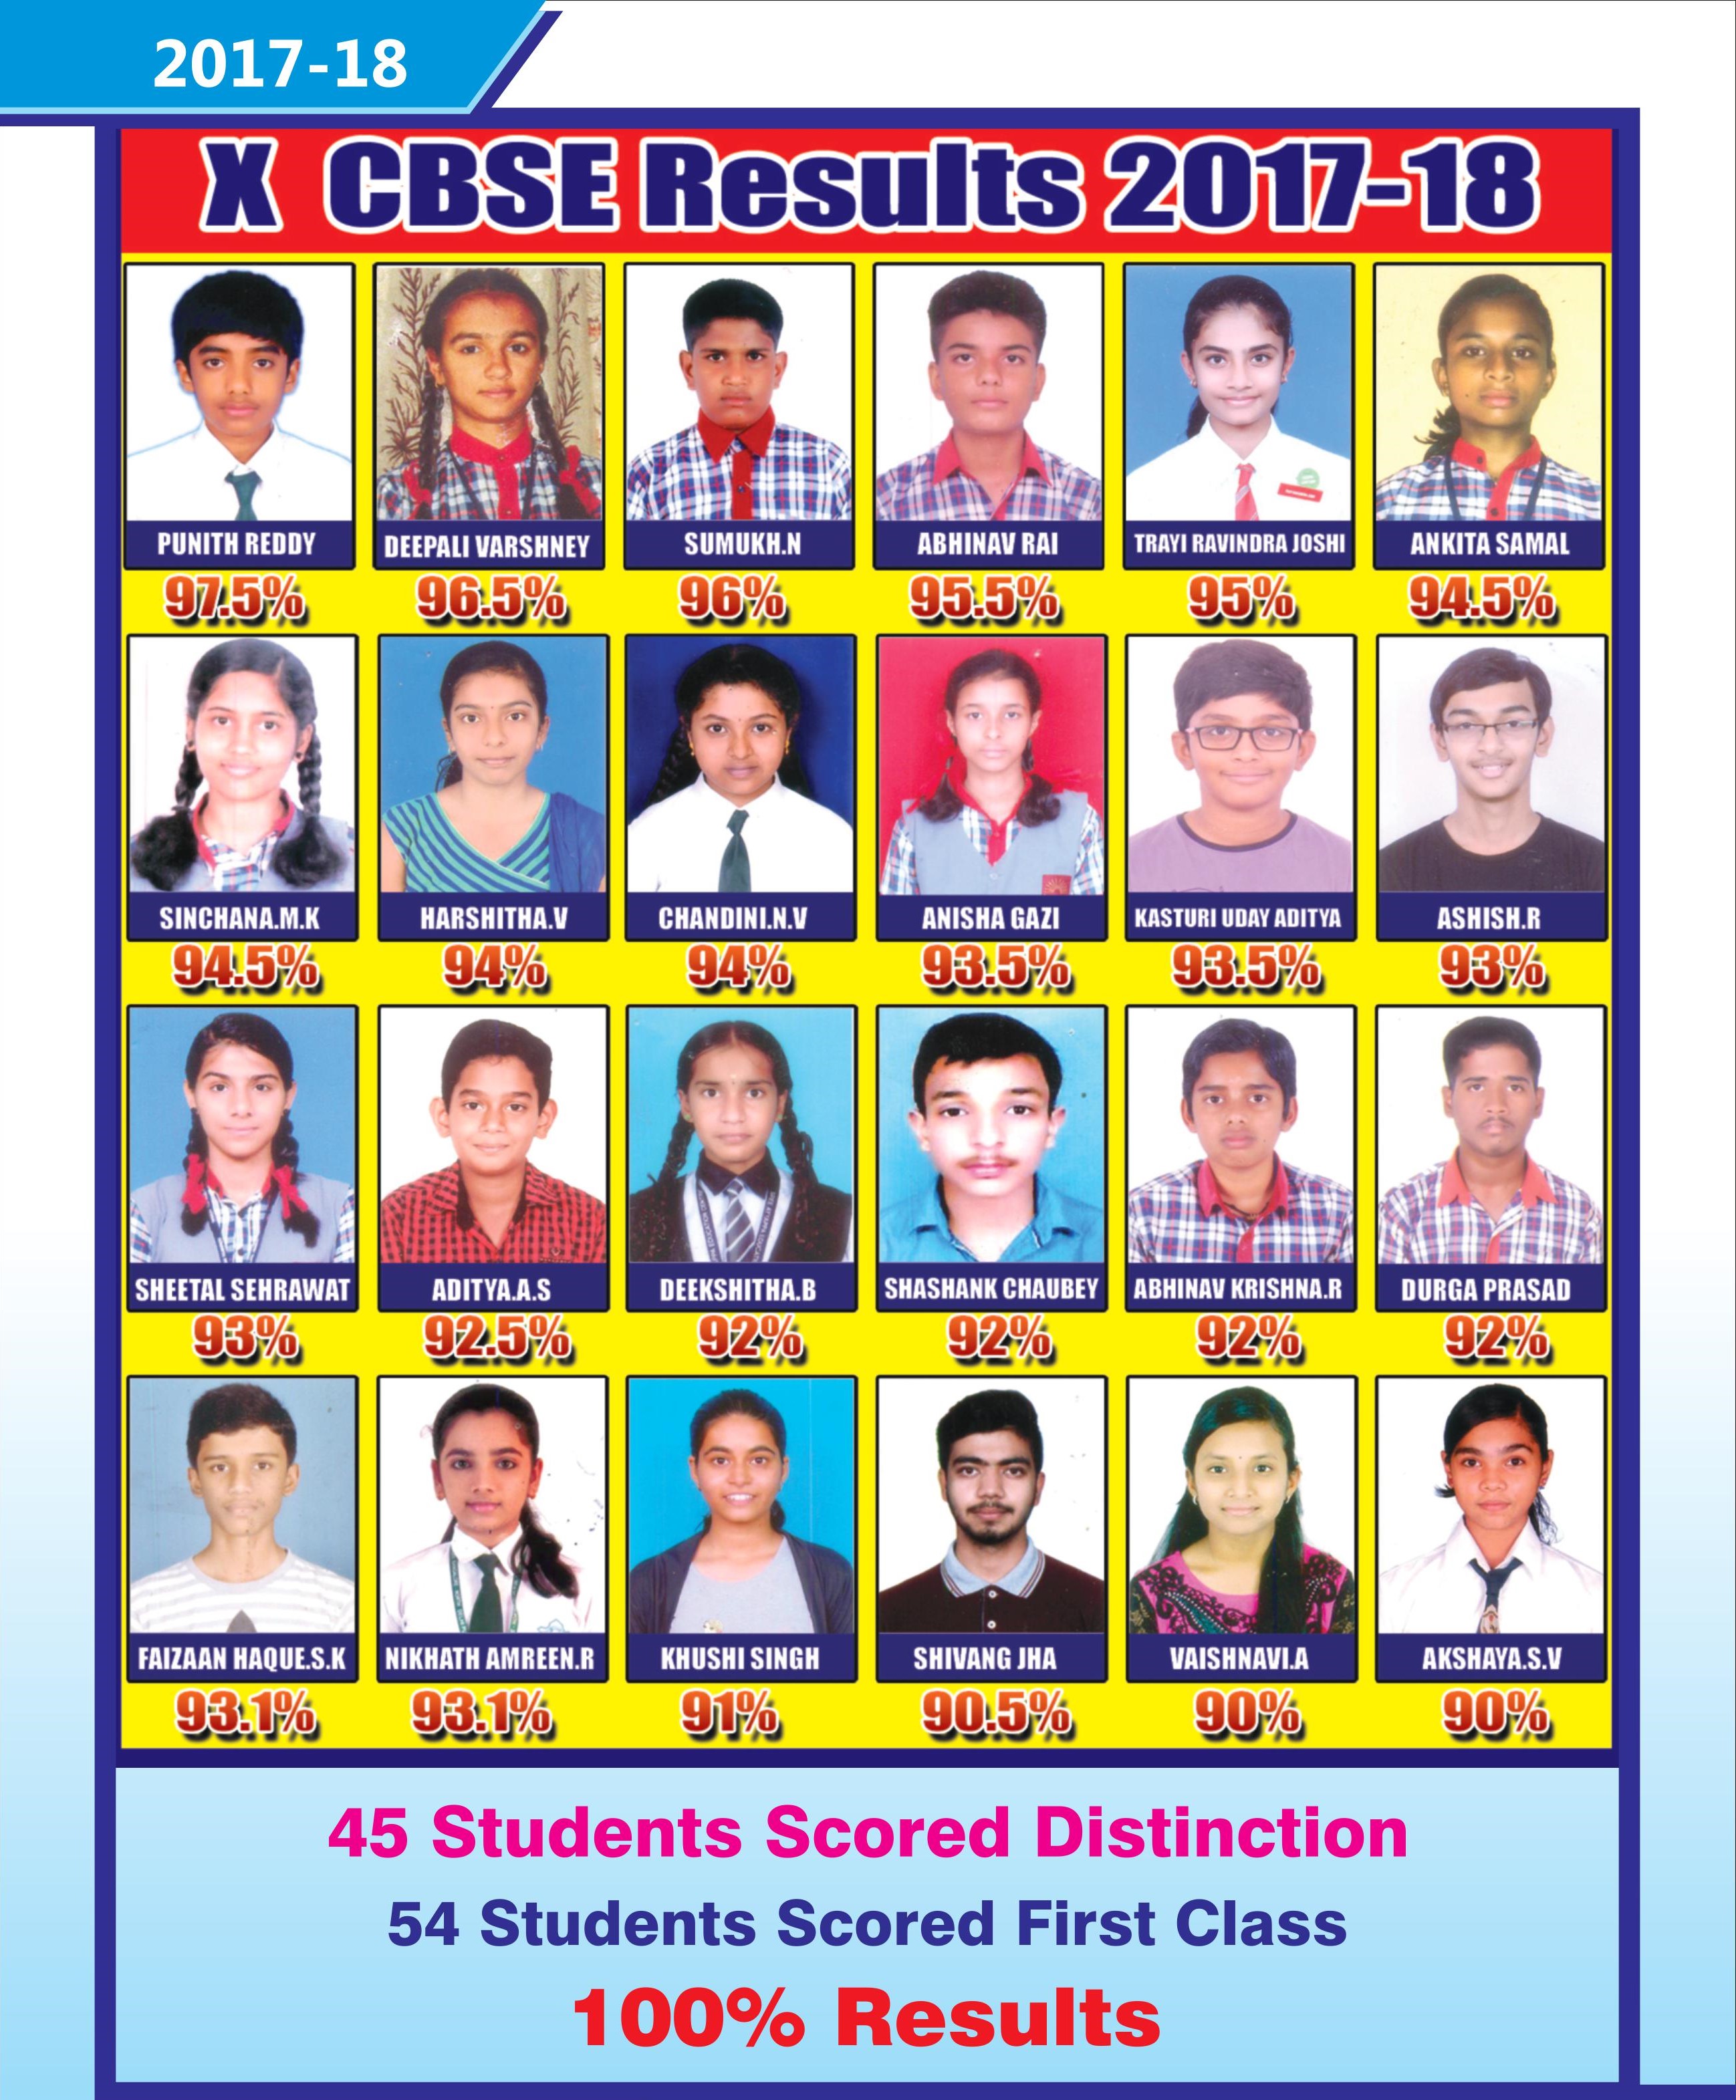 2017-18
X CBSE Results 2017-18
PUNITH REDDY
DEEPALI VARSHNEY
SUMUKH.N
ABHINAV RAI
TRAYI RAVINDRA JOSHI
ANKITA SAMAL
97.5%
96.5%
96%
95.5%
95%
94.5%
SINCHANA.M.K
HARSHITHA.V
CHANDINI.N.V
ANISHA GAZI
KASTURI UDAY ADITYA
ASHISH.R
94.5%
94%
94%
93.5%
93.5%
93%
SHEETAL SEHRAWAT
ADITYA.A.S
DEEKSHITHA.B
SHASHANK CHAUBEY
ABHINAV KRISHNA.R
DURGA PRASAD
93%
92.5%
92%
92%
92%
92%
FAIZAAN HAQUE.S.K
NIKHATH AMREEN.R
KHUSHI SINGH
SHIVANG JHA
VAISHNAVI.A
AKSHAYA.S.V
93.1%
93.1%
91%
90.5%
90%
90%
45 Students Scored Distinction
54 Students Scored First Class
100% Results